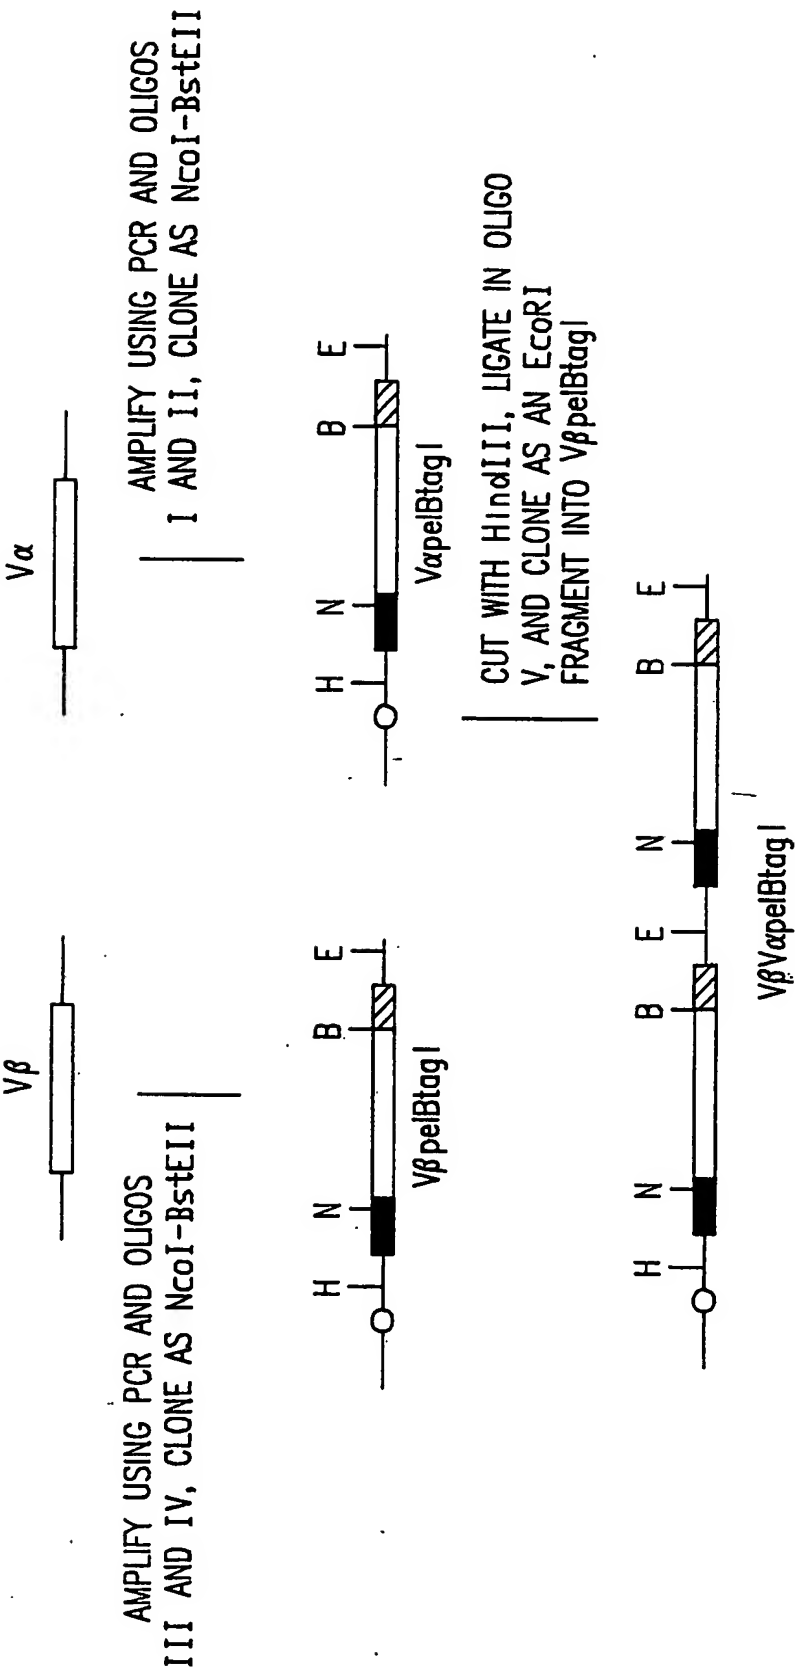 Vβ
Vα
AMPLIFY USING PCR AND OLIGOS
III AND IV, CLONE AS NcoI-BstEII
AMPLIFY USING PCR AND OLIGOS
I AND II, CLONE AS NcoI-BstEII
H N B E
VβpelBtagI
H N B E
VαpelBtagI
CUT WITH HindIII, LIGATE IN OLIGO
V, AND CLONE AS AN EcoRI
FRAGMENT INTO VβpelBtagI
H N B E N B E
VβVαpelBtagI